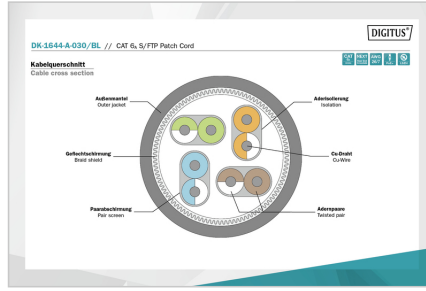 DIGITUS®
DK-1644-A-030/BL // CAT 6A S/FTP Patch Cord
Kabelquerschnitt
Cable cross section
Außenmantel
Outer jacket
Aderisolierung
Isolation
Geflechtschirmung
Braid shield
Cu-Draht
Cu-Wire
Paarabschirmung
Pair screen
Adernpaare
Twisted pair